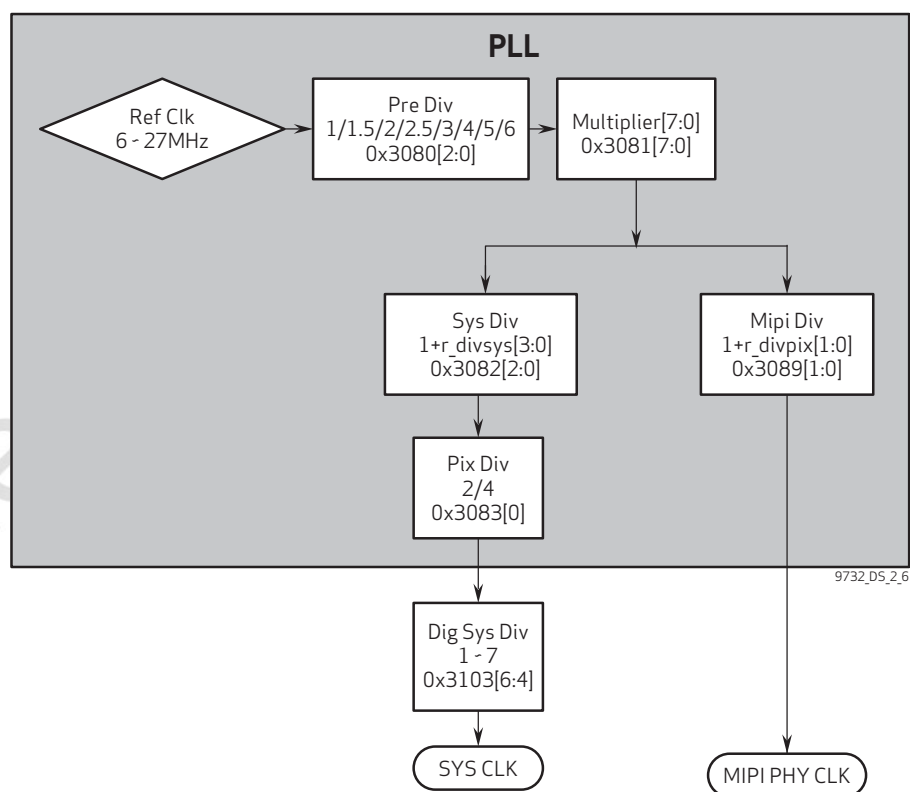 PLL
Ref Clk
6 - 27MHz
Pre Div
1/1.5/2/2.5/3/4/5/6
0x3080[2:0]
Multiplier[7:0]
0x3081[7:0]
Sys Div
1+r_divsys[3:0]
0x3082[2:0]
Mipi Div
1+r_divpix[1:0]
0x3089[1:0]
Pix Div
2/4
0x3083[0]
9732_DS_2_6
Dig Sys Div
1 - 7
0x3103[6:4]
SYS CLK
MIPI PHY CLK